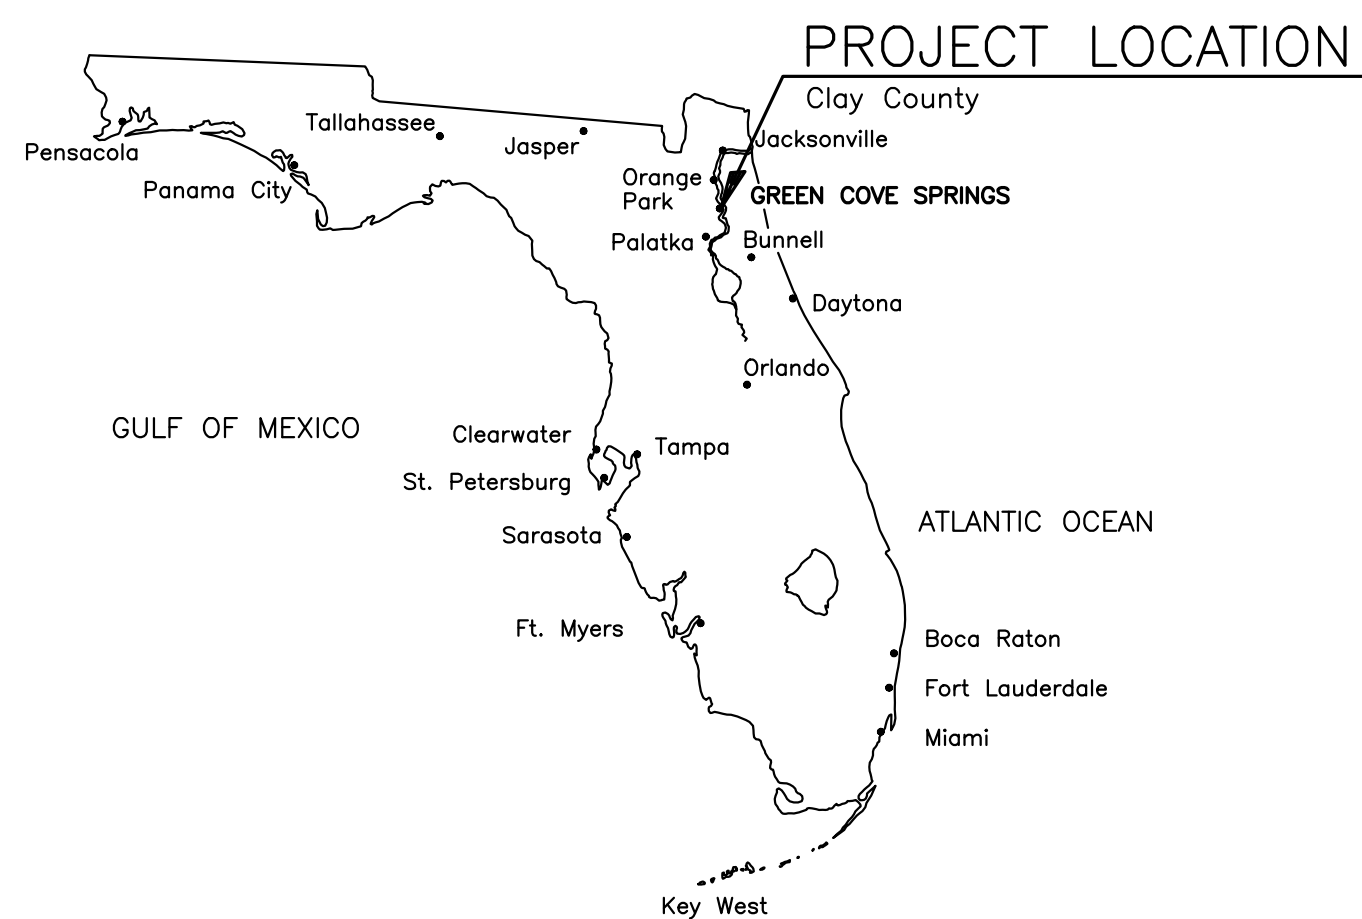 PROJECT LOCATION
Clay County
Tallahassee
Jacksonville
Jasper
Pensacola
Orange
Park
Panama City
GREEN COVE SPRINGS
Palatka
Bunnell
Daytona
Orlando
GULF OF MEXICO
Clearwater
Tampa
St. Petersburg
ATLANTIC OCEAN
Sarasota
Ft. Myers
Boca Raton
Fort Lauderdale
Miami
Key West